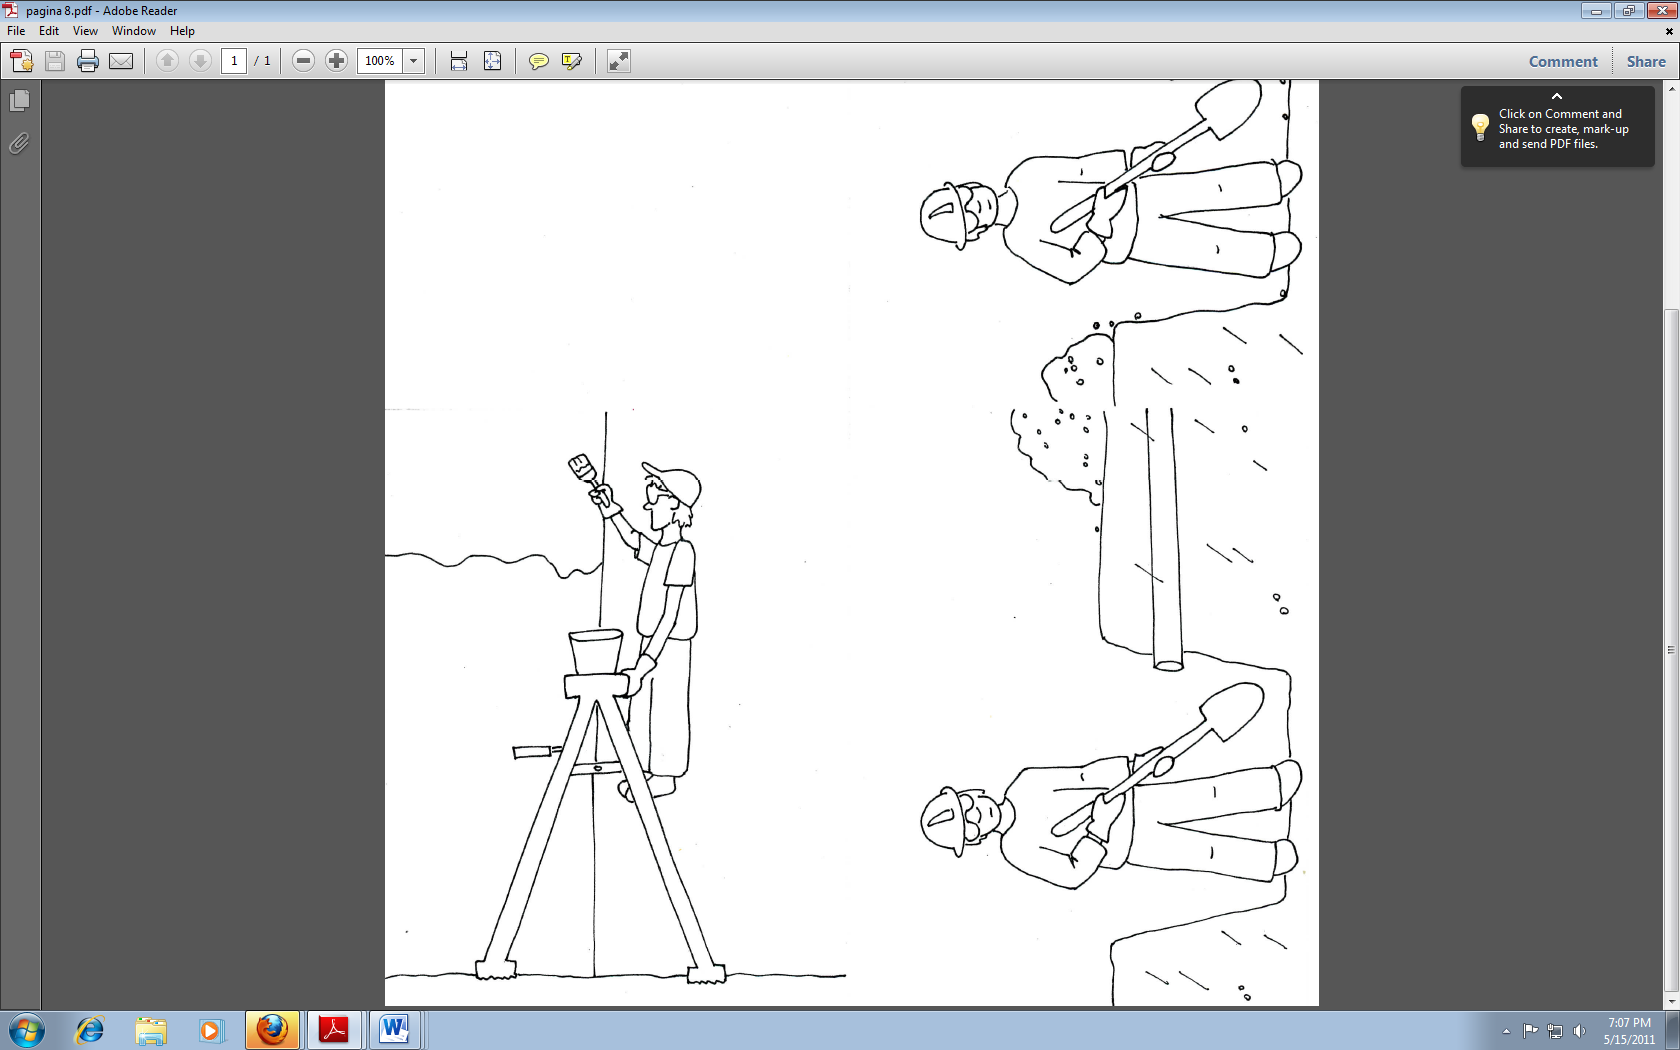 pagina 8.pdf - Adobe Reader
File Edit View Window Help
1 / 1 100% Comment Share
Click on Comment and
Share to create, mark-up
and send PDF files.
7:07 PM
5/15/2011